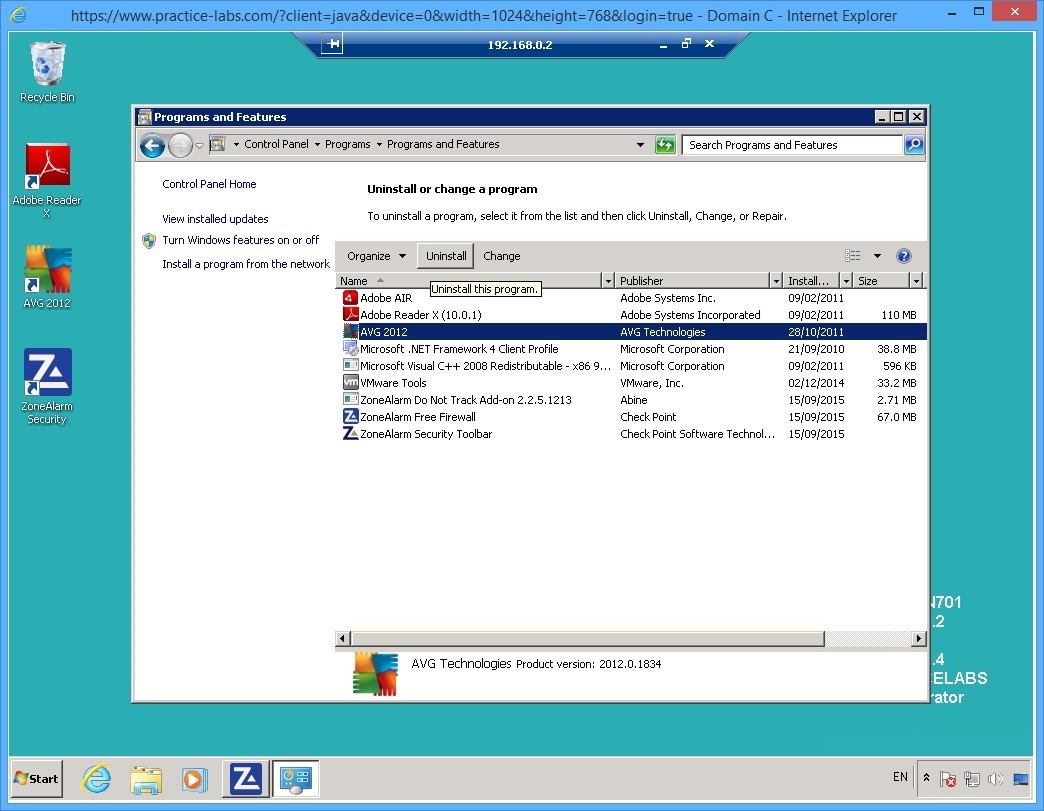 https://www.practice-labs.com/?client=java&device=0&width=1024&height=768&login=true - Domain C - Internet Explorer
192.168.0.2
Recycle Bin
Adobe Reader
X
AVG 2012
ZoneAlarm
Security
Programs and Features
Control Panel Programs Programs and Features
Search Programs and Features
Control Panel Home
View installed updates
Turn Windows features on or off
Install a program from the network
Uninstall or change a program
To uninstall a program, select it from the list and then click Uninstall, Change, or Repair.
Organize Uninstall Change
Name Publisher Install... Size
Uninstall this program.
Adobe AIR Adobe Systems Inc. 09/02/2011
Adobe Reader X (10.0.1) Adobe Systems Incorporated 09/02/2011 110 MB
AVG 2012 AVG Technologies 28/10/2011
Microsoft .NET Framework 4 Client Profile Microsoft Corporation 21/09/2010 38.8 MB
Microsoft Visual C++ 2008 Redistributable - x86 9... Microsoft Corporation 09/02/2011 596 KB
vm VMware Tools VMware, Inc. 02/12/2014 33.2 MB
ZoneAlarm Do Not Track Add-on 2.2.5.1213 Abine 15/09/2015 2.71 MB
ZoneAlarm Free Firewall Check Point 15/09/2015 67.0 MB
ZoneAlarm Security Toolbar Check Point Software Technol... 15/09/2015
AVG Technologies Product version: 2012.0.1834
N701
.2
.4
CELABS
rator
Start
EN